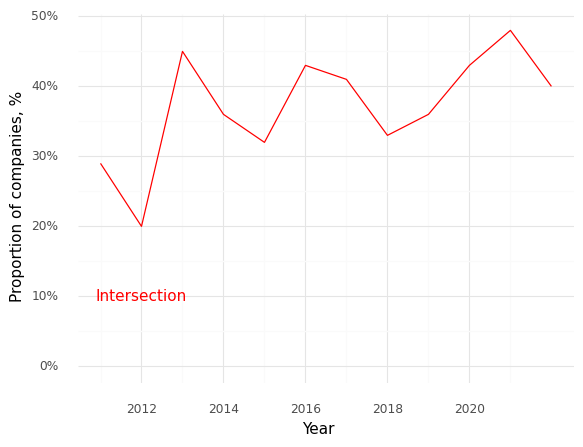 50%
40%
30%
20%
10%
0%
Proportion of companies, %
Intersection
2012 2014 2016 2018 2020
Year